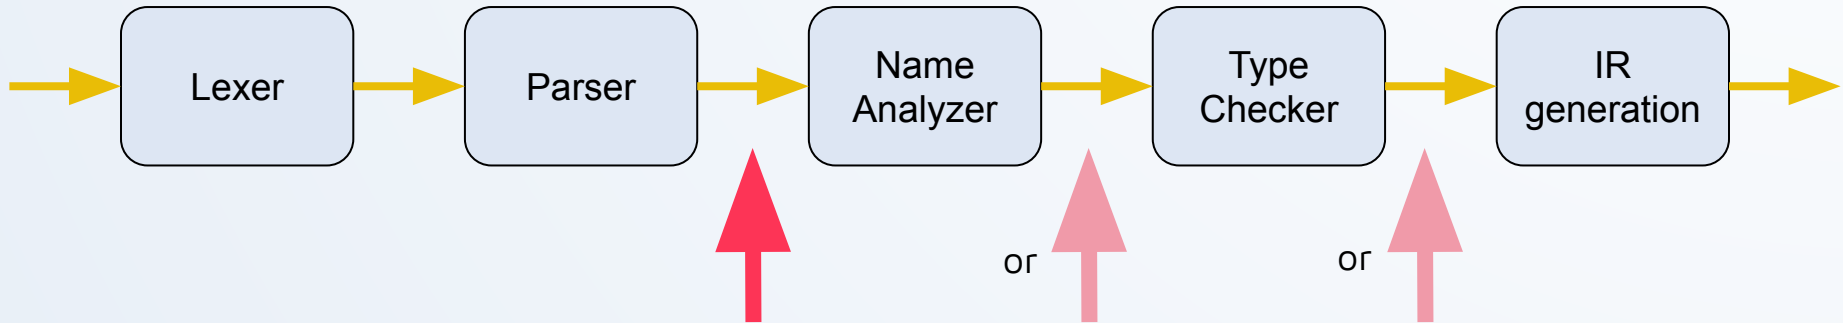 Lexer
Parser
Name
Analyzer
Type
Checker
IR
generation
or
or